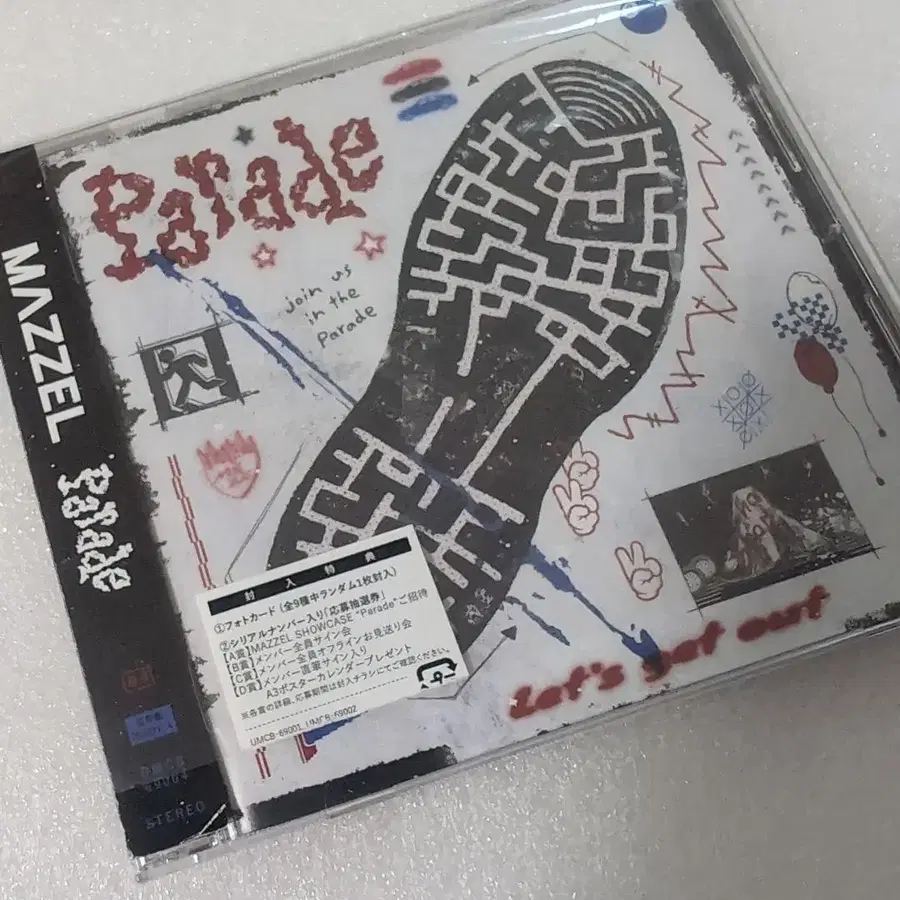 Parade
join us
in the
Parade
MAZZEL Parade
封入特典
①フォトカード(全9種中ランダム1枚封入)
②シリアルナンバー入り「応募抽選券」
【A賞】MAZZEL SHOWCASE "Parade"ご招待
【B賞】メンバー全員サイン会
【C賞】メンバー全員オフラインお見送り会
【D賞】メンバー直筆サイン入り
A3ポスターカレンダープレゼント
※各賞の詳細、応募期間は封入チラシにてご確認ください。
UMCB-69001, UMCB-69002
Let's get out
STEREO